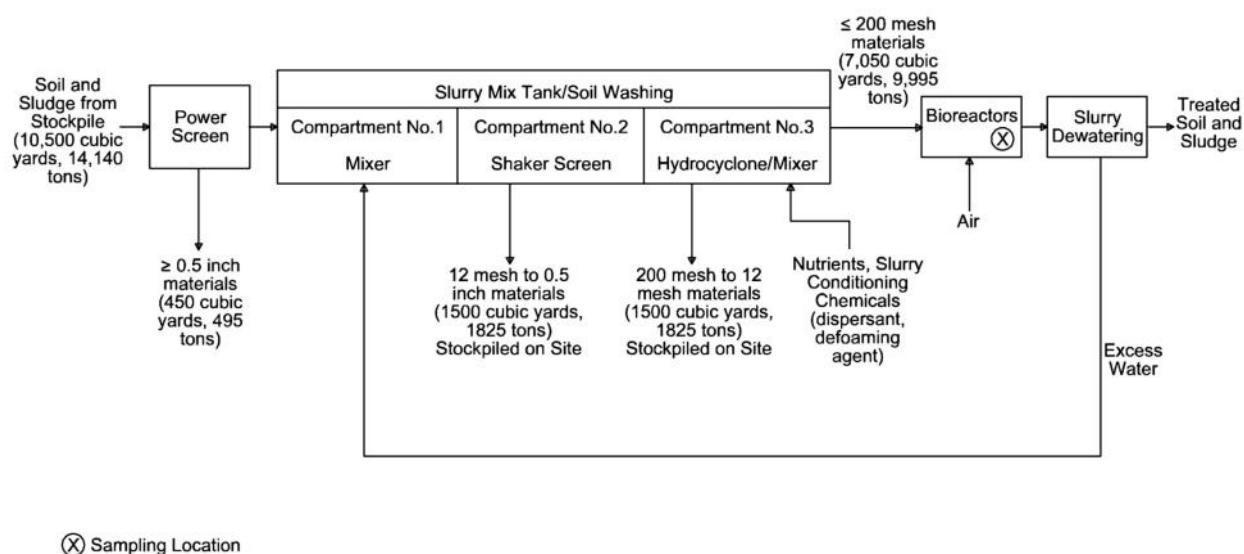 Soil and
Sludge from
Stockpile
(10,500 cubic
yards, 14,140
tons)
Power
Screen
≥ 0.5 inch
materials
(450 cubic
yards, 495
tons)
Slurry Mix Tank/Soil Washing
Compartment No.1
Mixer
Compartment No.2
Shaker Screen
Compartment No.3
Hydrocyclone/Mixer
12 mesh to 0.5
inch materials
(1500 cubic yards,
1825 tons)
Stockpiled on Site
200 mesh to 12
mesh materials
(1500 cubic yards,
1825 tons)
Stockpiled on Site
Nutrients, Slurry
Conditioning
Chemicals
(dispersant,
defoaming
agent)
≤ 200 mesh
materials
(7,050 cubic
yards, 9,995
tons)
Bioreactors
X
Air
Slurry
Dewatering
Treated
Soil and
Sludge
Excess
Water
X Sampling Location